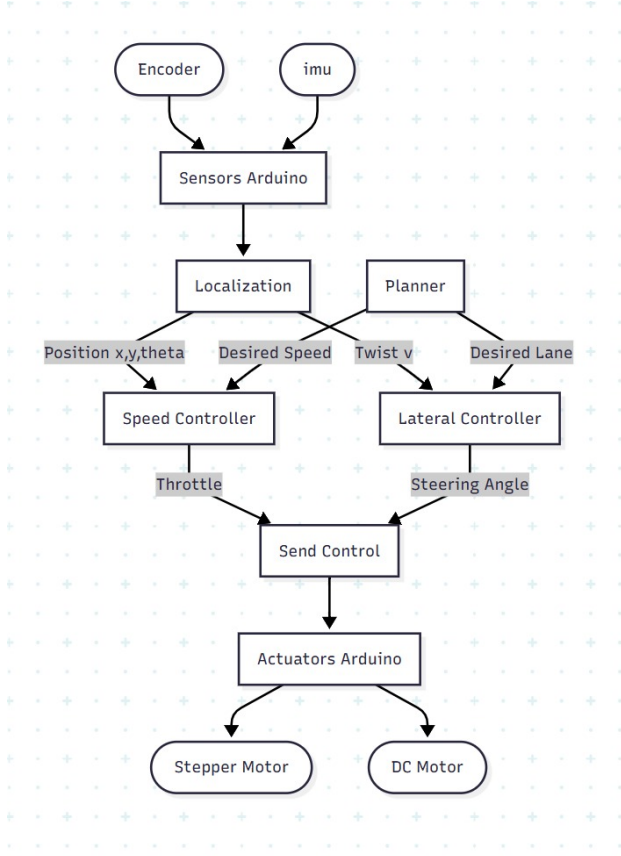 Encoder
imu
Sensors Arduino
Localization
Planner
Position x,y,theta
Desired Speed
Twist v
Desired Lane
Speed Controller
Lateral Controller
Throttle
Steering Angle
Send Control
Actuators Arduino
Stepper Motor
DC Motor